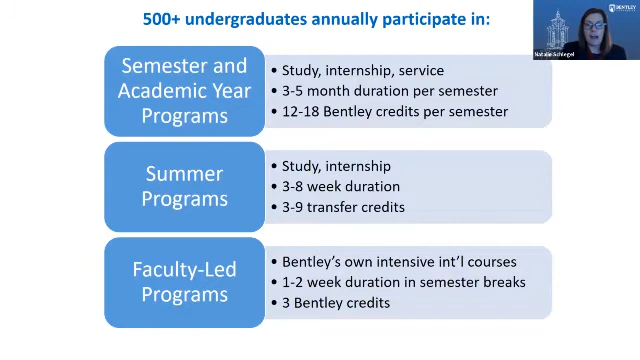 500+ undergraduates annually participate in:
BENTLEY
UNIVERSITY
Natalie Schlegel
Semester and
Academic Year
Programs
• Study, internship, service
• 3-5 month duration per semester
• 12-18 Bentley credits per semester
Summer
Programs
• Study, internship
• 3-8 week duration
• 3-9 transfer credits
Faculty-Led
Programs
• Bentley's own intensive int'l courses
• 1-2 week duration in semester breaks
• 3 Bentley credits